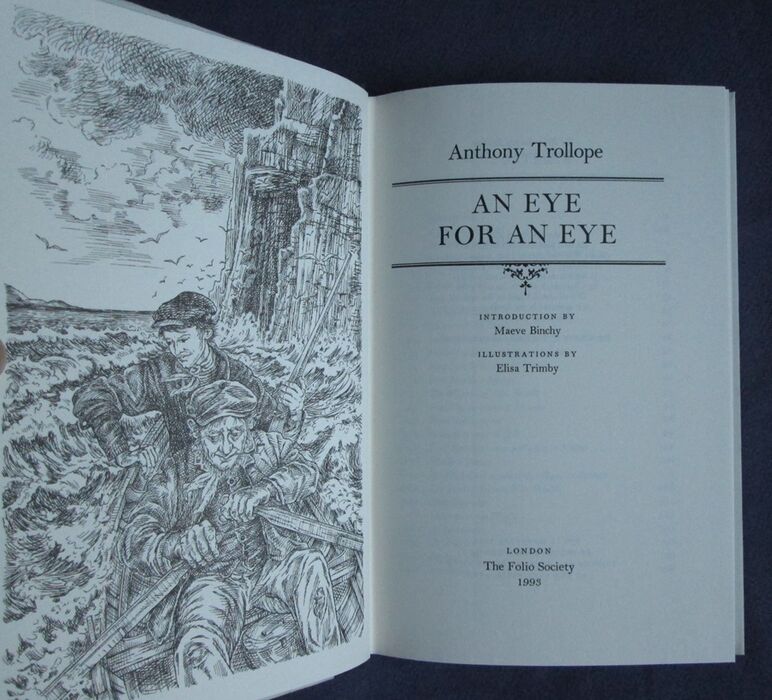 Anthony Trollope
AN EYE
FOR AN EYE
INTRODUCTION BY
Maeve Binchy
ILLUSTRATIONS BY
Elisa Trimby
LONDON
The Folio Society
1993